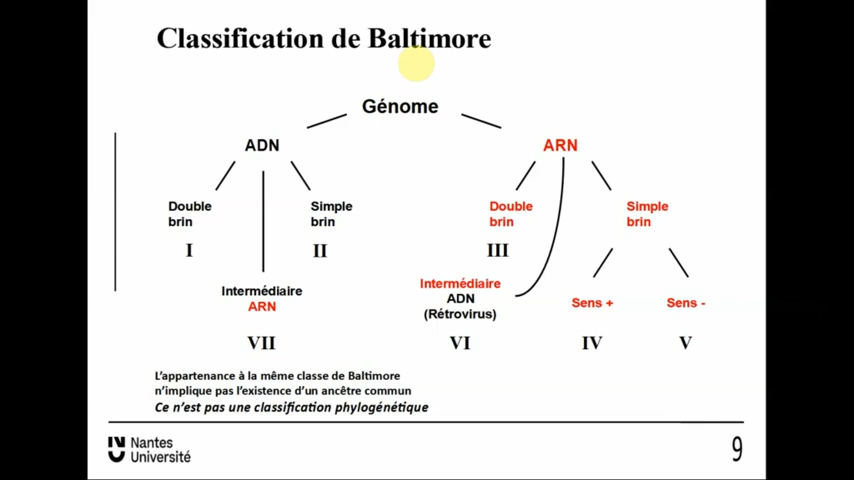 Classification de Baltimore
Génome
ADN
ARN
Double
brin
I
Simple
brin
II
Double
brin
III
Simple
brin
Intermédiaire
ARN
VII
Intermédiaire
ADN
(Rétrovirus)
VI
Sens +
IV
Sens -
V
L'appartenance à la même classe de Baltimore
n'implique pas l'existence d'un ancêtre commun
Ce n'est pas une classification phylogénétique
Nantes
Université
9